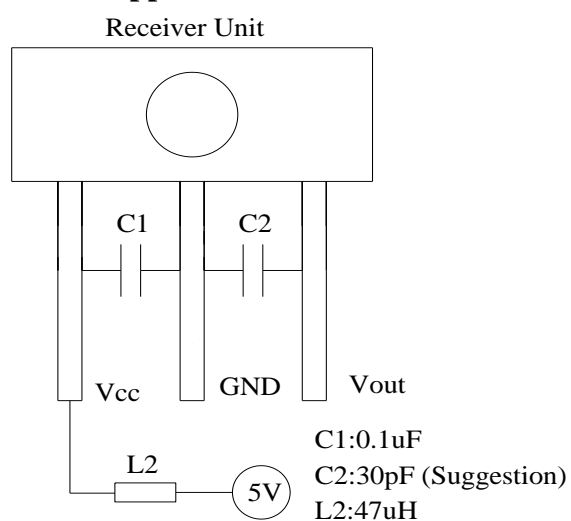 Receiver Unit
C1 C2
Vcc GND Vout
L2
5V
C1:0.1uF
C2:30pF (Suggestion)
L2:47uH